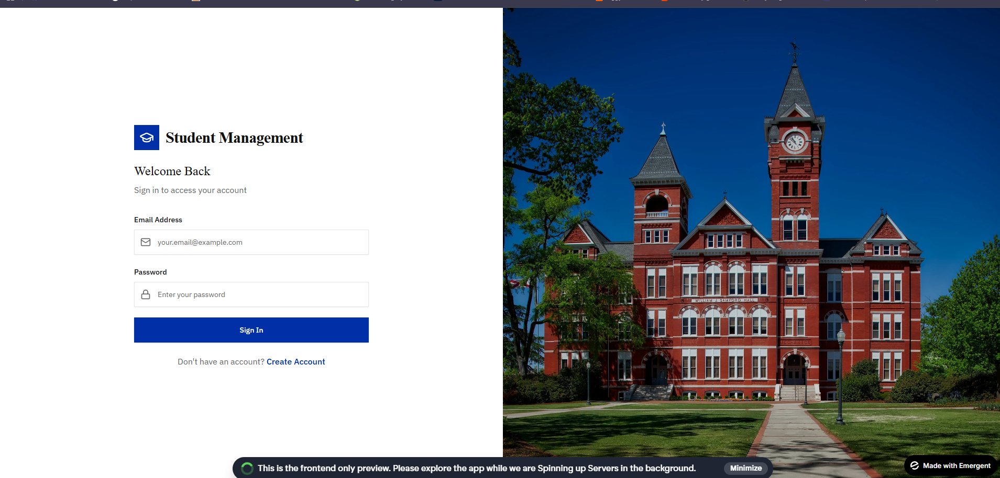 Student Management
Welcome Back
Sign in to access your account
Email Address
your.email@example.com
Password
Enter your password
Sign In
Don't have an account? Create Account
WILLIAM J. SAMFORD HALL
This is the frontend only preview. Please explore the app while we are Spinning up Servers in the background.
Minimize
Made with Emergent